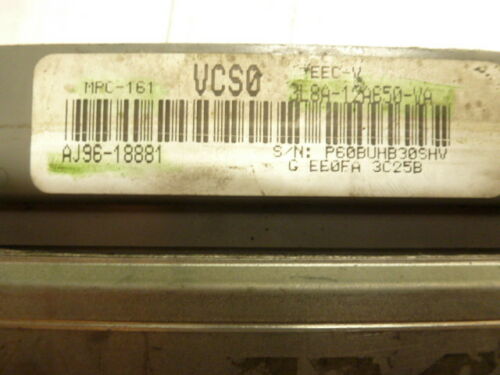 MRC-161 VCS0 EEC-V
3L8A-12A650-VA
AJ96-18881 S/N: P60BUHB30SHV
G EE0FA 3C25B